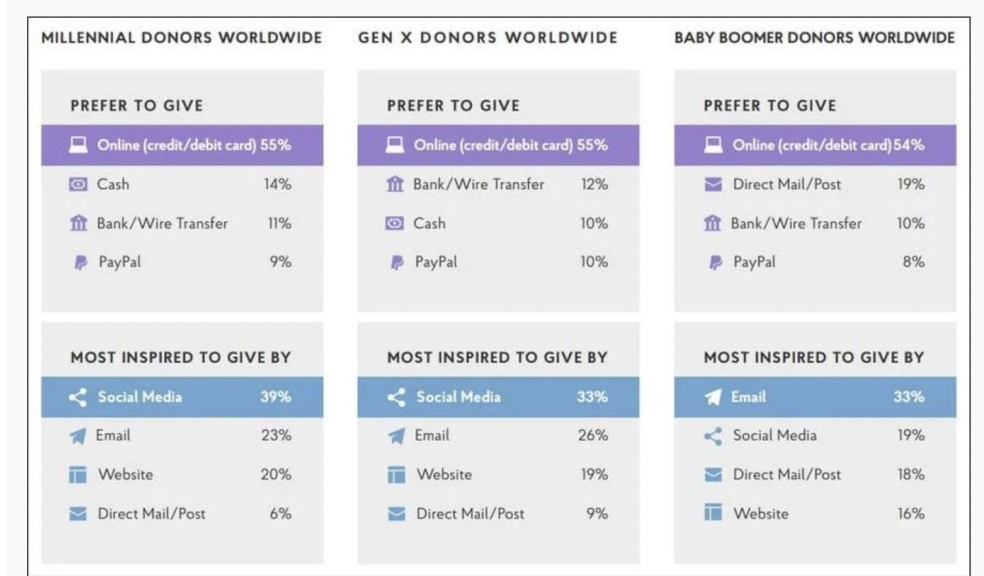 MILLENNIAL DONORS WORLDWIDE
PREFER TO GIVE
Online (credit/debit card) 55%
Cash 14%
Bank/Wire Transfer 11%
PayPal 9%
MOST INSPIRED TO GIVE BY
Social Media 39%
Email 23%
Website 20%
Direct Mail/Post 6%
GEN X DONORS WORLDWIDE
PREFER TO GIVE
Online (credit/debit card) 55%
Bank/Wire Transfer 12%
Cash 10%
PayPal 10%
MOST INSPIRED TO GIVE BY
Social Media 33%
Email 26%
Website 19%
Direct Mail/Post 9%
BABY BOOMER DONORS WORLDWIDE
PREFER TO GIVE
Online (credit/debit card) 54%
Direct Mail/Post 19%
Bank/Wire Transfer 10%
PayPal 8%
MOST INSPIRED TO GIVE BY
Email 33%
Social Media 19%
Direct Mail/Post 18%
Website 16%